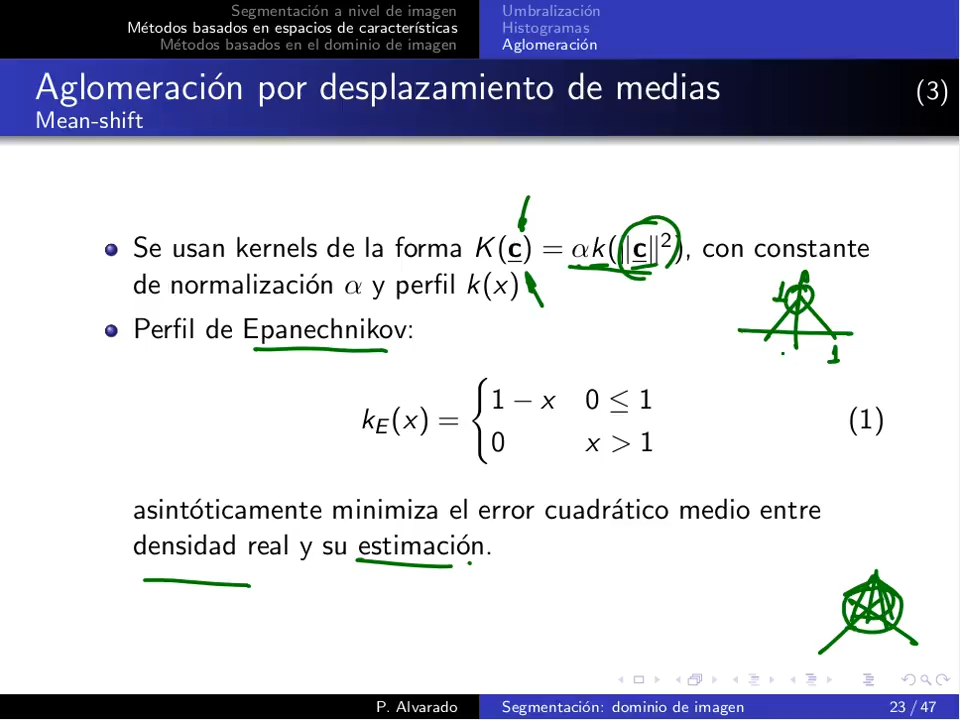 Segmentación a nivel de imagen
Métodos basados en espacios de características
Métodos basados en el dominio de imagen
Umbralización
Histogramas
Aglomeración
Aglomeración por desplazamiento de medias (3)
Mean-shift
Se usan kernels de la forma K(c) = αk(‖c‖²), con constante
de normalización α y perfil k(x)
1
1
Perfil de Epanechnikov:
k_E(x) = { 1 − x 0 ≤ 1
0 x > 1 (1)
asintóticamente minimiza el error cuadrático medio entre
densidad real y su estimación.
P. Alvarado Segmentación: dominio de imagen 23 / 47